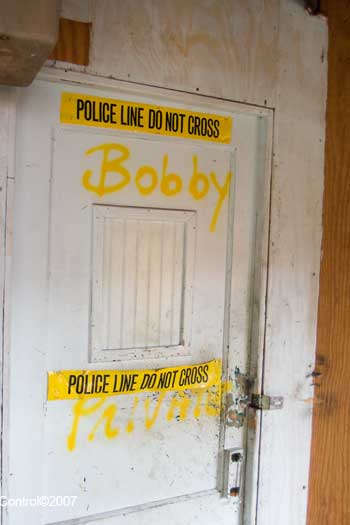 POLICE LINE DO NOT CROSS
Bobby
POLICE LINE DO NOT CROSS
Private
Control©2007